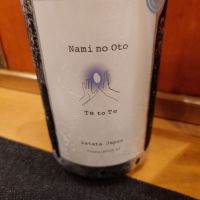 Nami no Oto
Te to Te
katata Japan